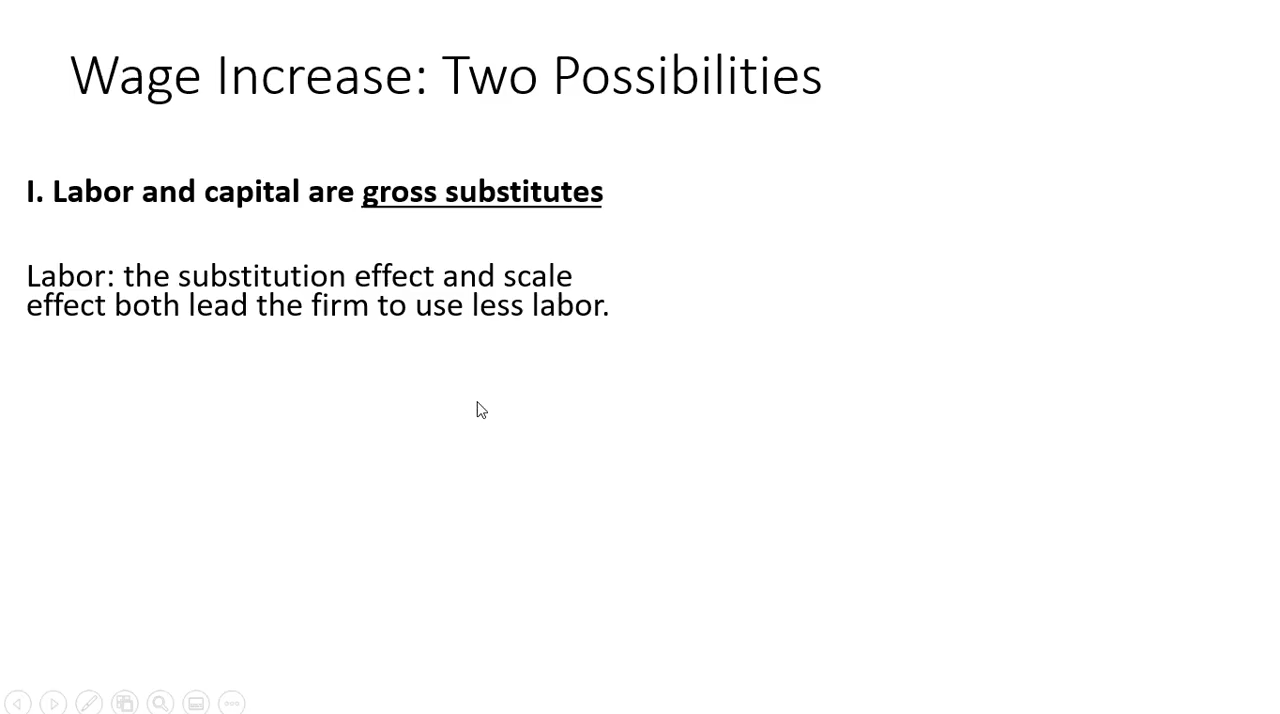 Wage Increase: Two Possibilities
I. Labor and capital are gross substitutes
Labor: the substitution effect and scale
effect both lead the firm to use less labor.